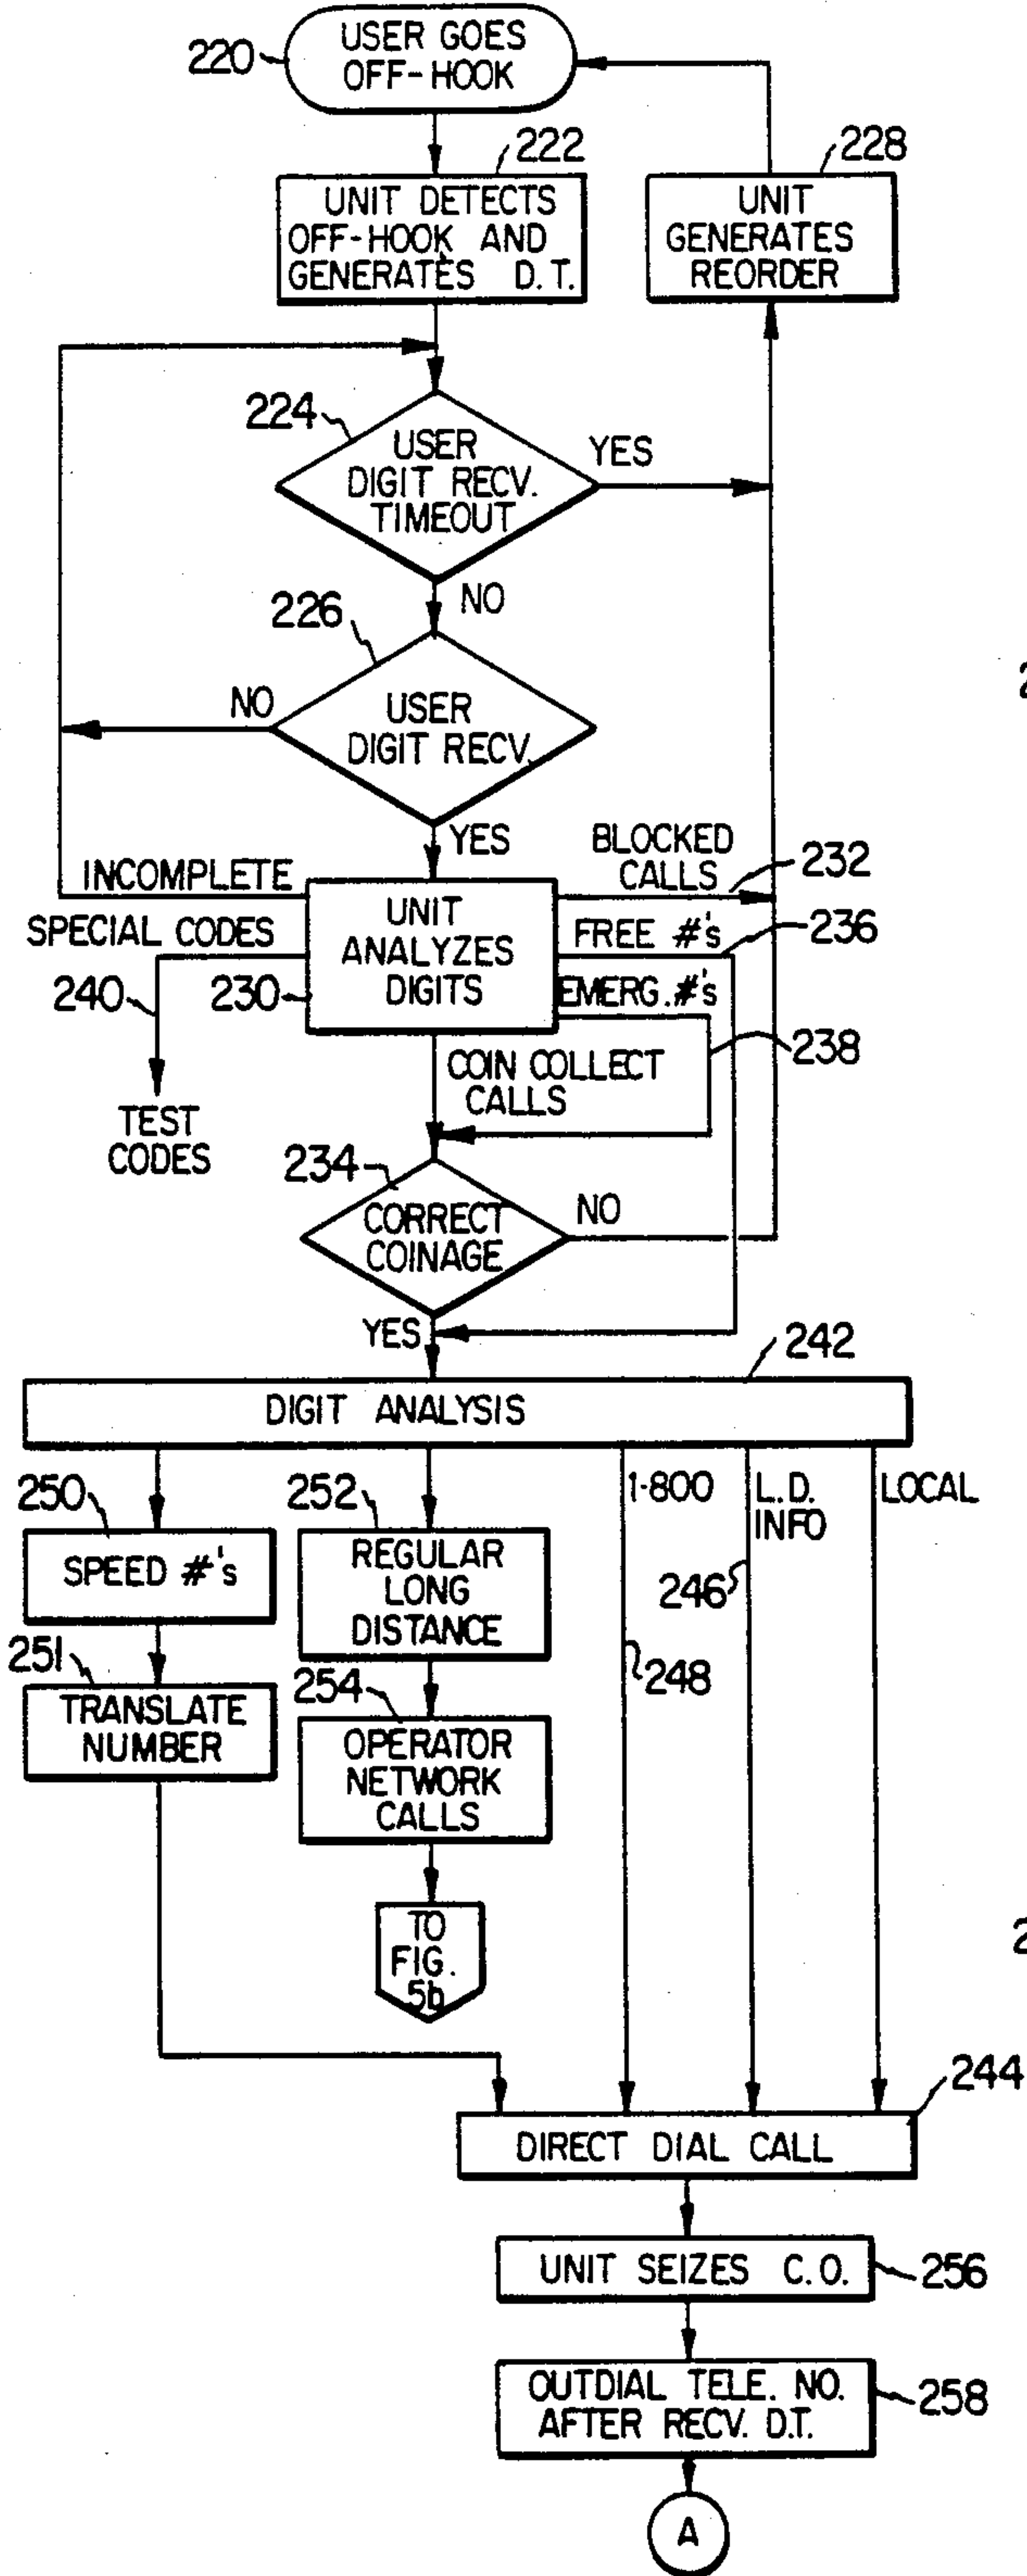 USER GOES
OFF-HOOK
220
222
228
UNIT DETECTS
OFF-HOOK AND
GENERATES D.T.
UNIT
GENERATES
REORDER
224
USER
DIGIT RECV.
TIMEOUT
YES
NO
226
USER
DIGIT RECV.
NO
YES
INCOMPLETE
BLOCKED
CALLS
232
SPECIAL CODES
UNIT
ANALYZES
DIGITS
FREE #'s
236
240
230
EMERG. #'s
238
COIN COLLECT
CALLS
TEST
CODES
234
CORRECT
COINAGE
NO
YES
242
DIGIT ANALYSIS
250
252
1-800
L.D.
INFO
LOCAL
SPEED #'s
REGULAR
LONG
DISTANCE
246
248
251
254
TRANSLATE
NUMBER
OPERATOR
NETWORK
CALLS
TO
FIG.
5b
2
2
244
DIRECT DIAL CALL
UNIT SEIZES C.O.
256
OUTDIAL TELE. NO.
AFTER RECV. D.T.
258
A